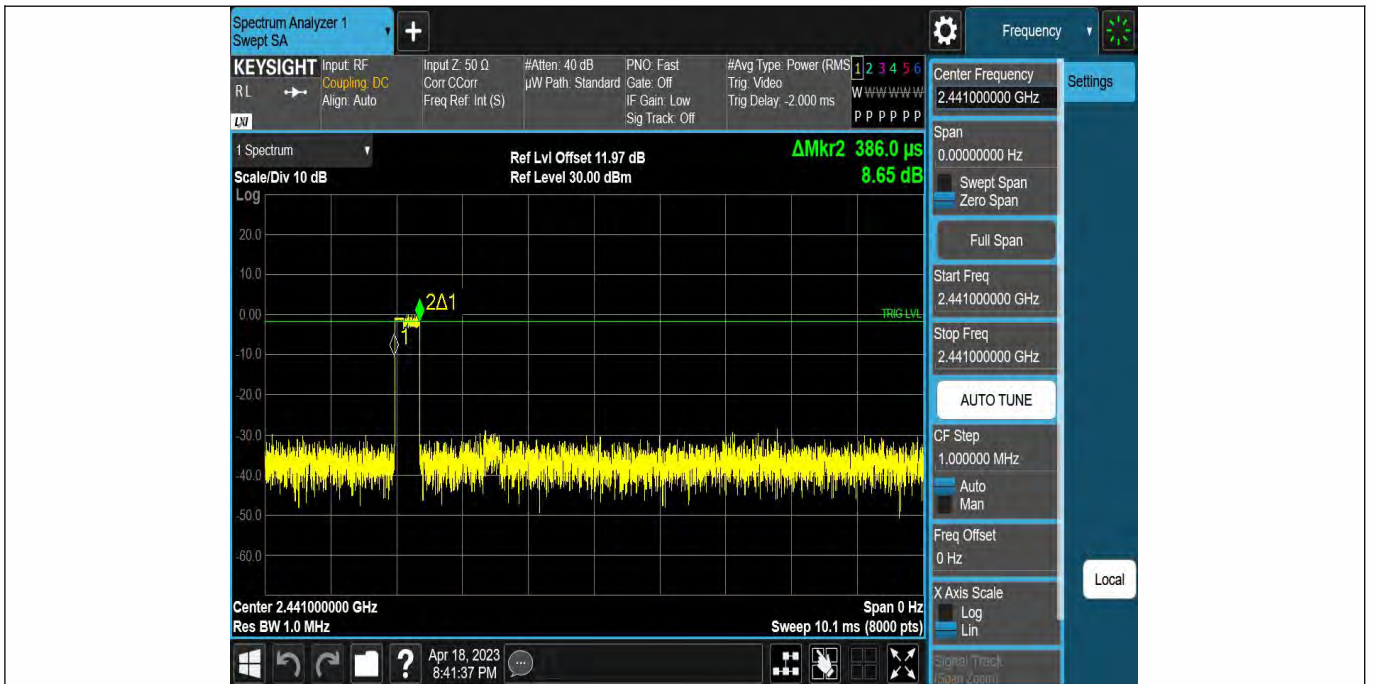 Spectrum Analyzer 1
Swept SA
+
Frequency
KEYSIGHT
RL
LXI
Input: RF
Coupling: DC
Align: Auto
Input Z: 50 Ω
Corr CCorr
Freq Ref: Int (S)
#Atten: 40 dB
µW Path: Standard
PNO: Fast
Gate: Off
IF Gain: Low
Sig Track: Off
#Avg Type: Power (RMS
Trig: Video
Trig Delay: -2.000 ms
1 2 3 4 5 6
W W W W W W
P P P P P P
1 Spectrum
Scale/Div 10 dB
Log
Ref Lvl Offset 11.97 dB
Ref Level 30.00 dBm
ΔMkr2 386.0 µs
8.65 dB
20.0
10.0
0.00
-10.0
-20.0
-30.0
-40.0
-50.0
-60.0
2Δ1
1
TRIG LVL
Center 2.441000000 GHz
Res BW 1.0 MHz
Span 0 Hz
Sweep 10.1 ms (8000 pts)
Center Frequency
2.441000000 GHz
Settings
Span
0.00000000 Hz
Swept Span
Zero Span
Full Span
Start Freq
2.441000000 GHz
Stop Freq
2.441000000 GHz
AUTO TUNE
CF Step
1.000000 MHz
Auto
Man
Freq Offset
0 Hz
X Axis Scale
Log
Lin
Signal Track
(Span Zoom)
Local
?
Apr 18, 2023
8:41:37 PM